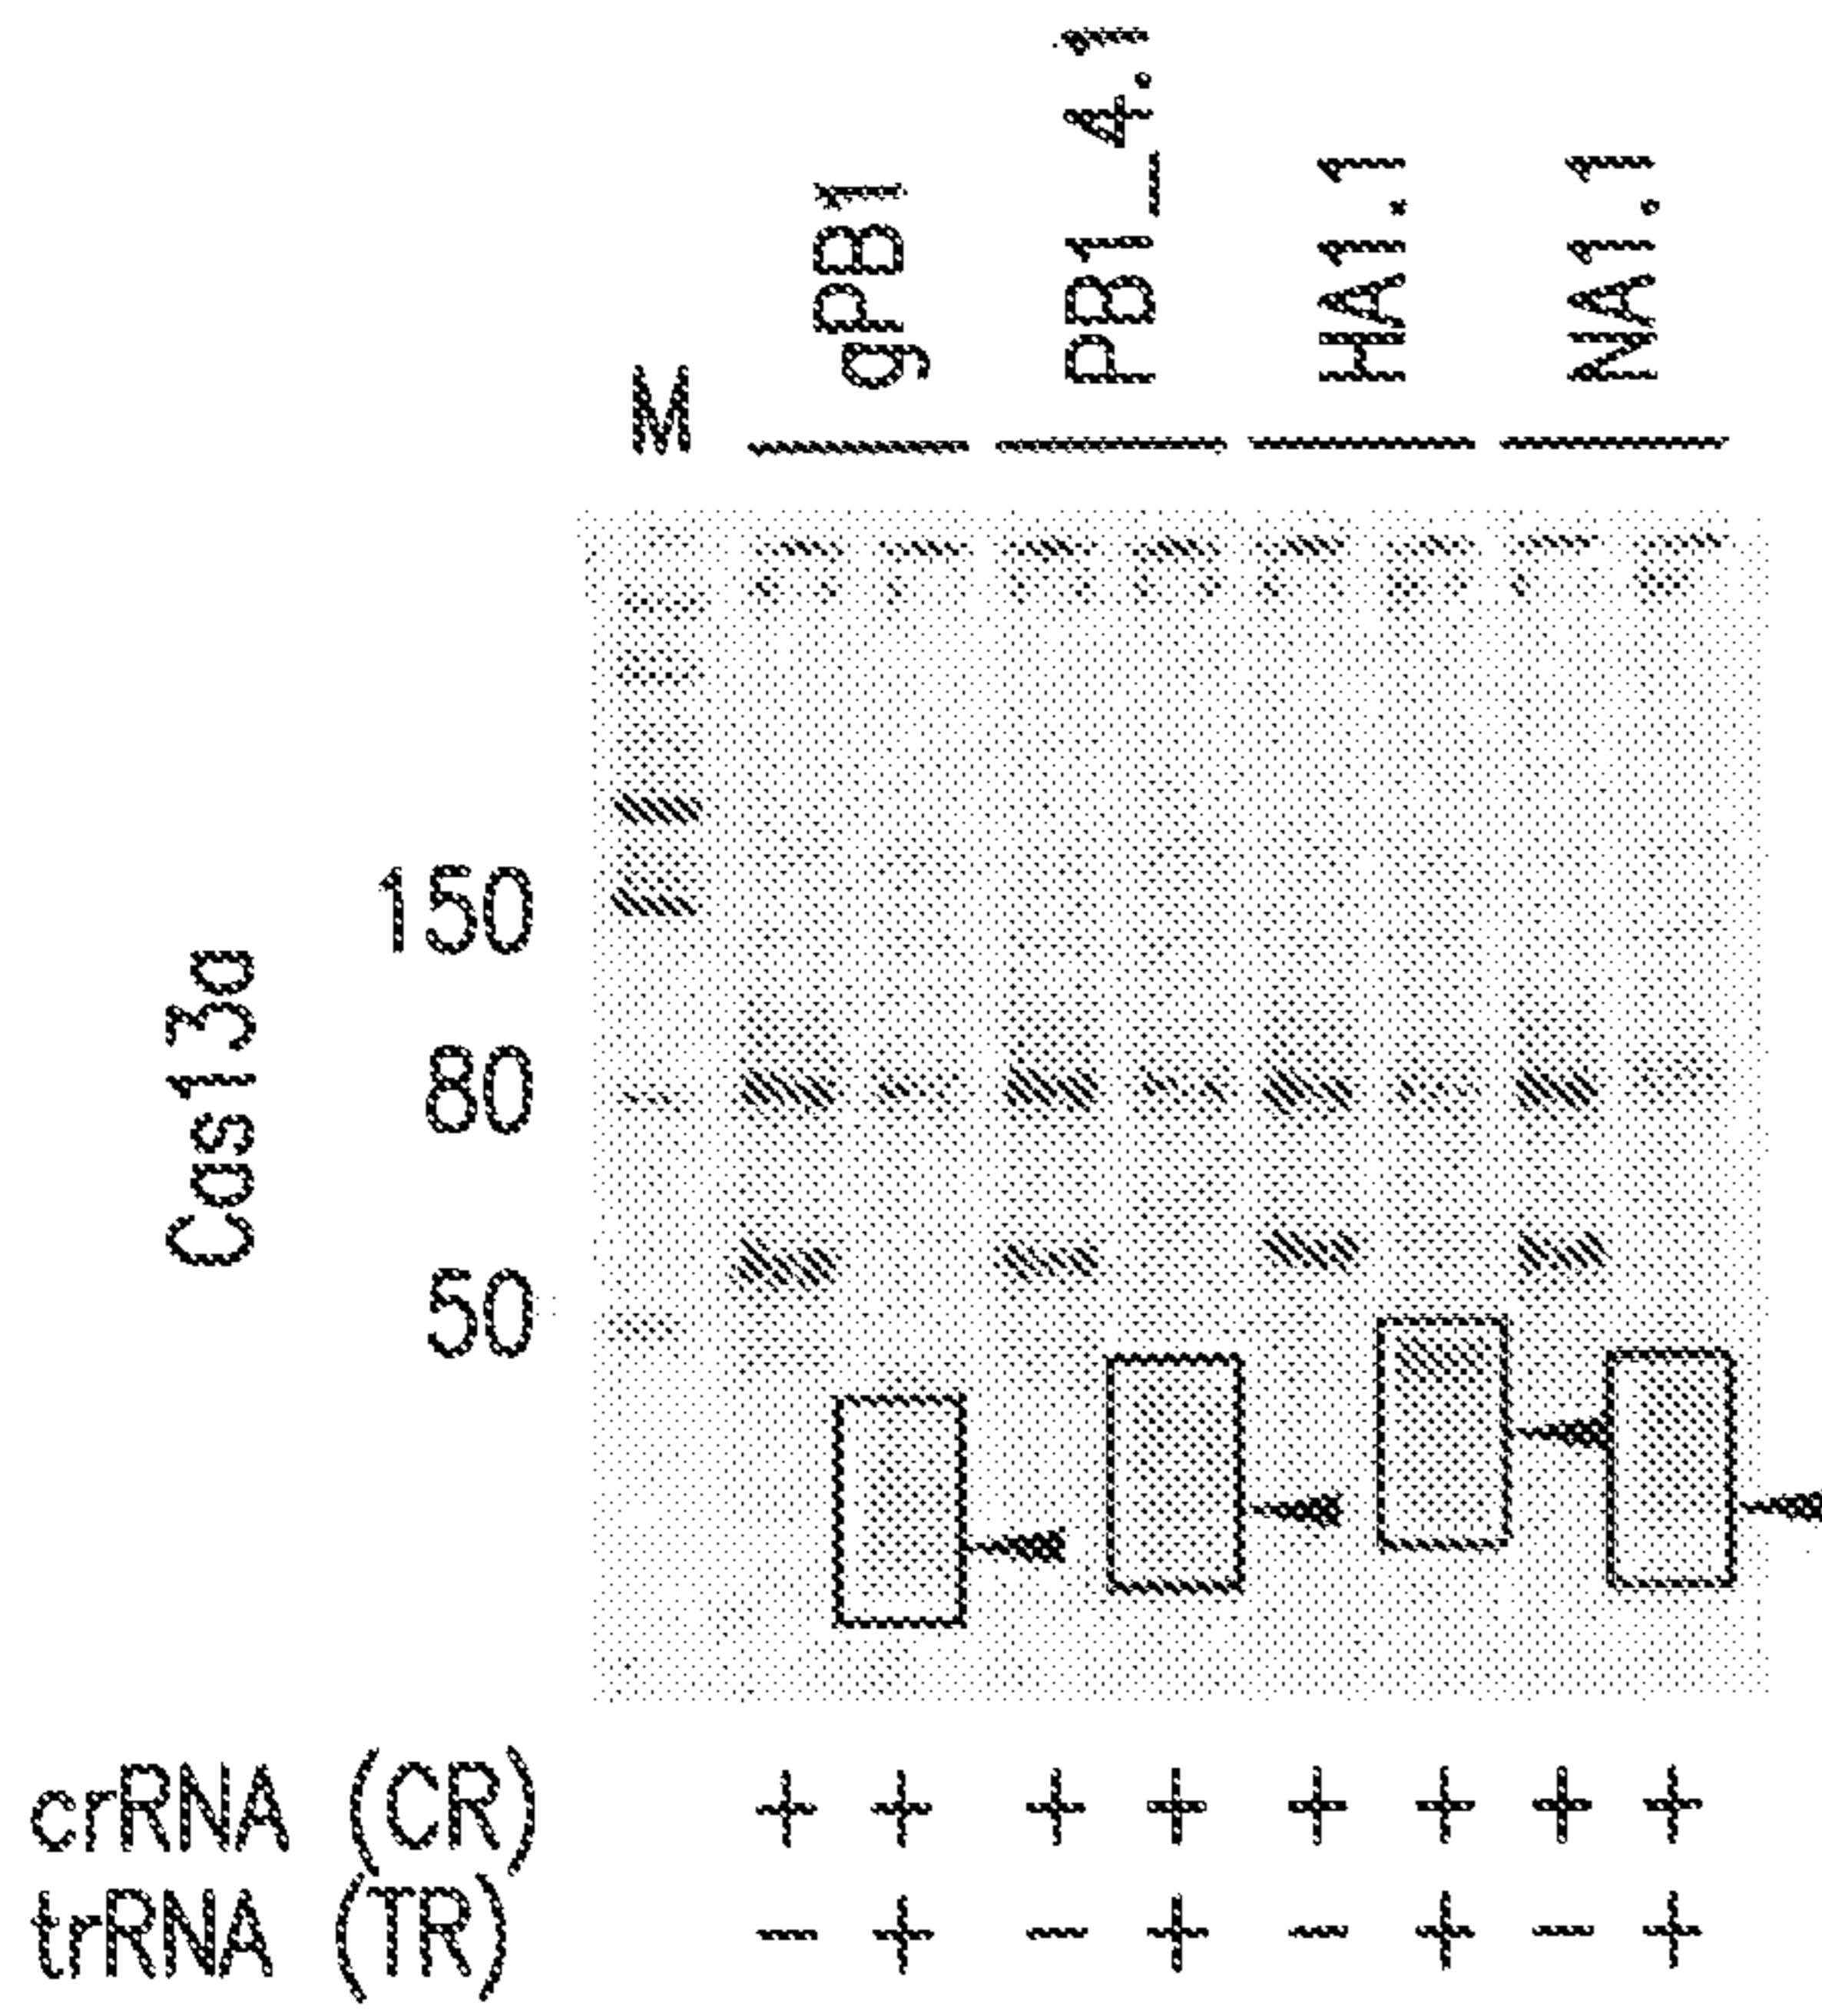 M gPB1 PB1_4.1 HA1.1 NA1.1
Cas13a
150
80
50
crRNA (CR) + + + + + + + +
trRNA (TR) - + - + - + - +